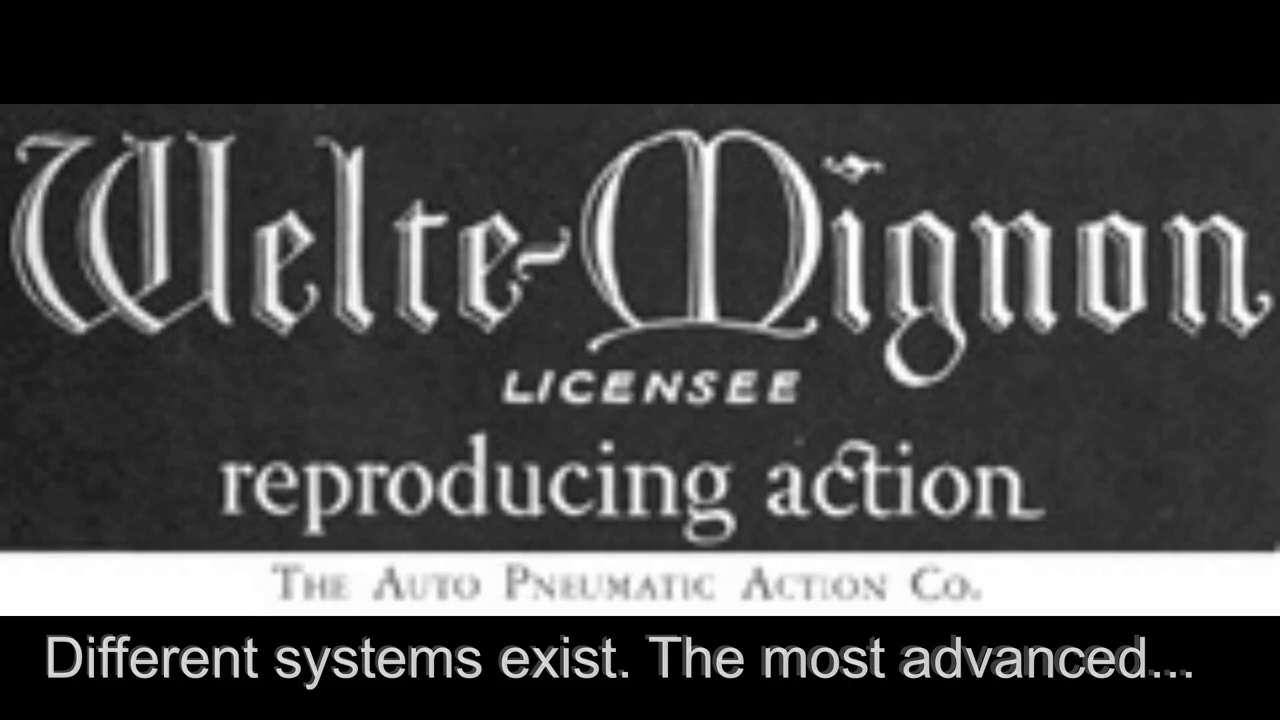 Welte-Mignon
LICENSEE
reproducing action
THE AUTO PNEUMATIC ACTION CO.
Different systems exist. The most advanced...